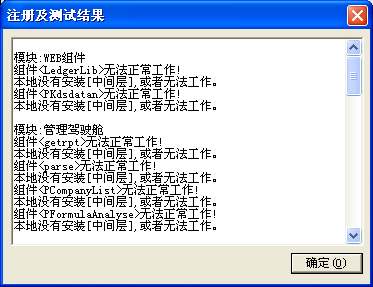 注册及测试结果
模块:WEB组件
组件<LedgerLib>无法正常工作!
本地没有安装[中间层],或者无法工作。
组件<PKdsdatan>无法正常工作!
本地没有安装[中间层],或者无法工作。
模块:管理驾驶舱
组件<getrpt>无法正常工作!
本地没有安装[中间层],或者无法工作。
组件<parse>无法正常工作!
本地没有安装[中间层],或者无法工作。
组件<PCompanyList>无法正常工作!
本地没有安装[中间层],或者无法工作。
组件<PFormulaAnalyse>无法正常工作!
本地没有安装[中间层],或者无法工作。
确定(O)